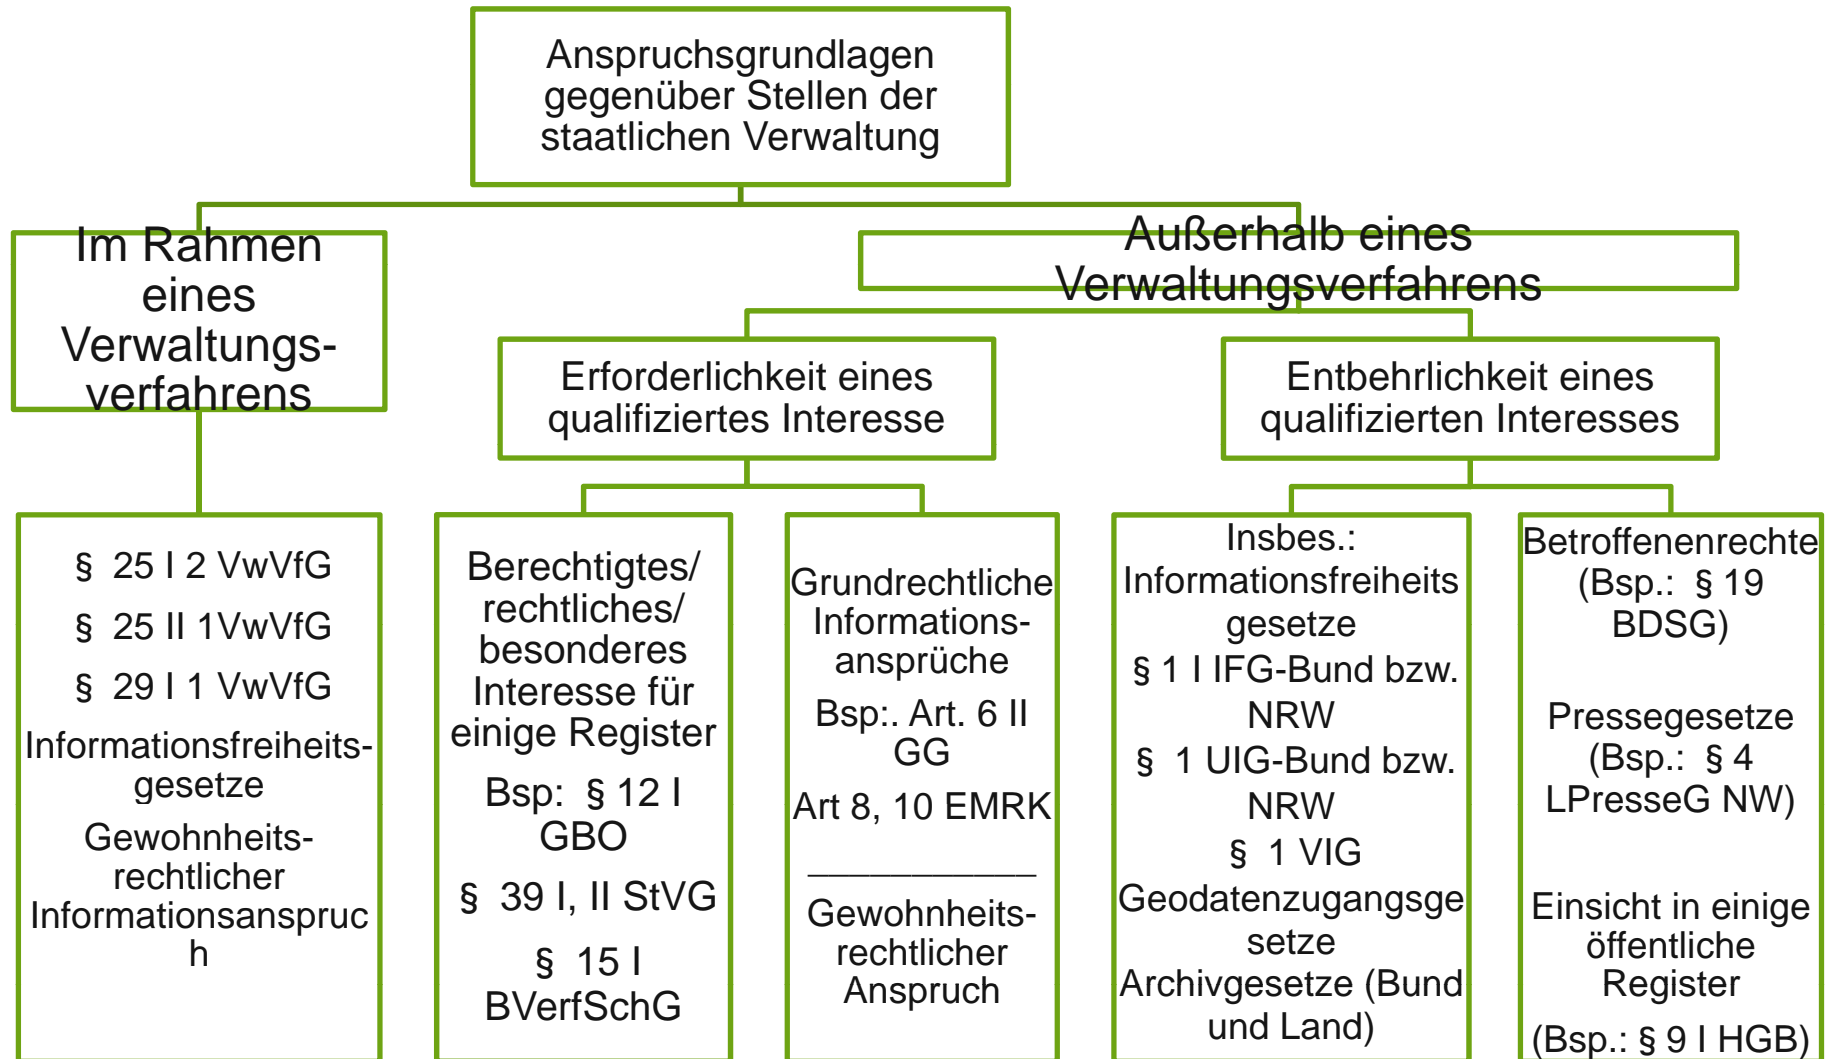 Anspruchsgrundlagen
gegenüber Stellen der
staatlichen Verwaltung
Im Rahmen
eines
Verwaltungs-
verfahrens
Außerhalb eines
Verwaltungsverfahrens
Erforderlichkeit eines
qualifiziertes Interesse
Entbehrlichkeit eines
qualifizierten Interesses
§ 25 I 2 VwVfG
§ 25 II 1VwVfG
§ 29 I 1 VwVfG
Informationsfreiheits-
gesetze
Gewohnheits-
rechtlicher
Informationsanspruc
h
Berechtigtes/
rechtliches/
besonderes
Interesse für
einige Register
Bsp: § 12 I
GBO
§ 39 I, II StVG
§ 15 I
BVerfSchG
Grundrechtliche
Informations-
ansprüche
Bsp:. Art. 6 II
GG
Art 8, 10 EMRK
____________
Gewohnheits-
rechtlicher
Anspruch
Insbes.:
Informationsfreiheits
gesetze
§ 1 I IFG-Bund bzw.
NRW
§ 1 UIG-Bund bzw.
NRW
§ 1 VIG
Geodatenzugangsge
setze
Archivgesetze (Bund
und Land)
Betroffenenrechte
(Bsp.: § 19
BDSG)
Pressegesetze
(Bsp.: § 4
LPresseG NW)
Einsicht in einige
öffentliche
Register
(Bsp.: § 9 I HGB)